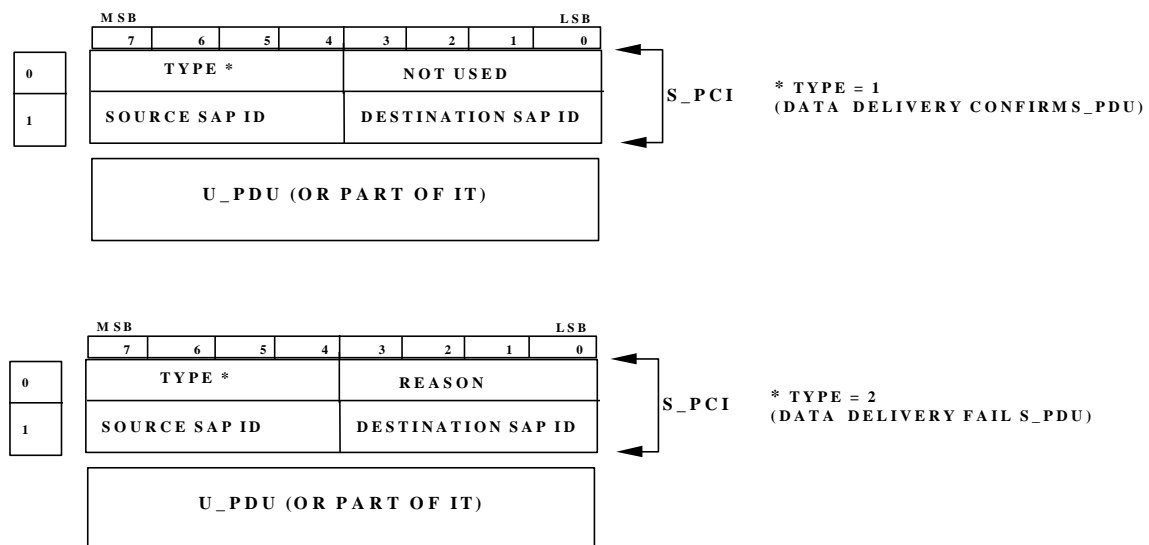 MSB LSB
7 6 5 4 3 2 1 0
0 TYPE * NOT USED
S_PCI
* TYPE = 1
(DATA DELIVERY CONFIRMS_PDU)
1 SOURCE SAP ID DESTINATION SAP ID
U_PDU (OR PART OF IT)
MSB LSB
7 6 5 4 3 2 1 0
0 TYPE * REASON
S_PCI
* TYPE = 2
(DATA DELIVERY FAIL S_PDU)
1 SOURCE SAP ID DESTINATION SAP ID
U_PDU (OR PART OF IT)